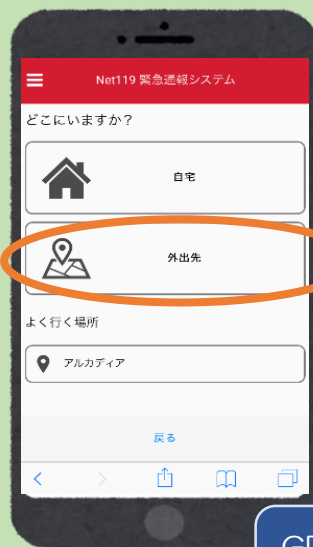 Net119 緊急通報システム
どこにいますか？
自宅
外出先
よく行く場所
アルカディア
戻る